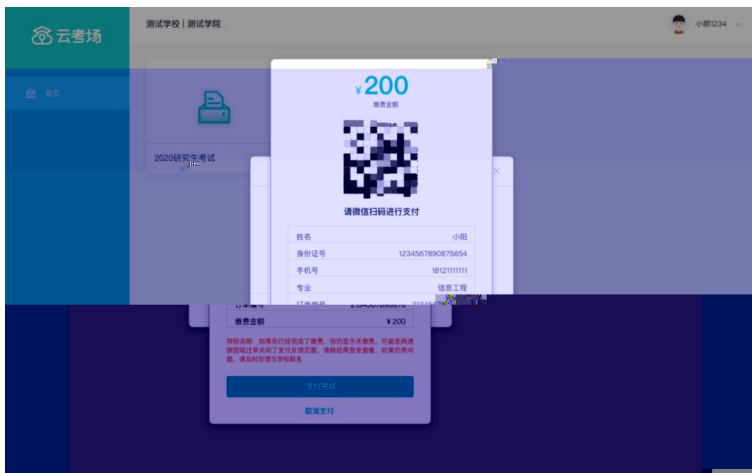 云考场
测试学校 | 测试学院
小明1234
首页
2020研究生考试
¥200
缴费金额
请微信扫码进行支付
姓名 小阳
身份证号 1234567890875654
手机号 18121111111
专业 信息工程
订单编号
缴费金额 ¥200
特别说明：如果你已经完成了缴费，但仍显示未缴费，可能是网速
原因或过早关闭了支付反馈页面，请稍后再登录查看，如果仍有问
题，请及时反馈与学校联系
支付完成
取消支付